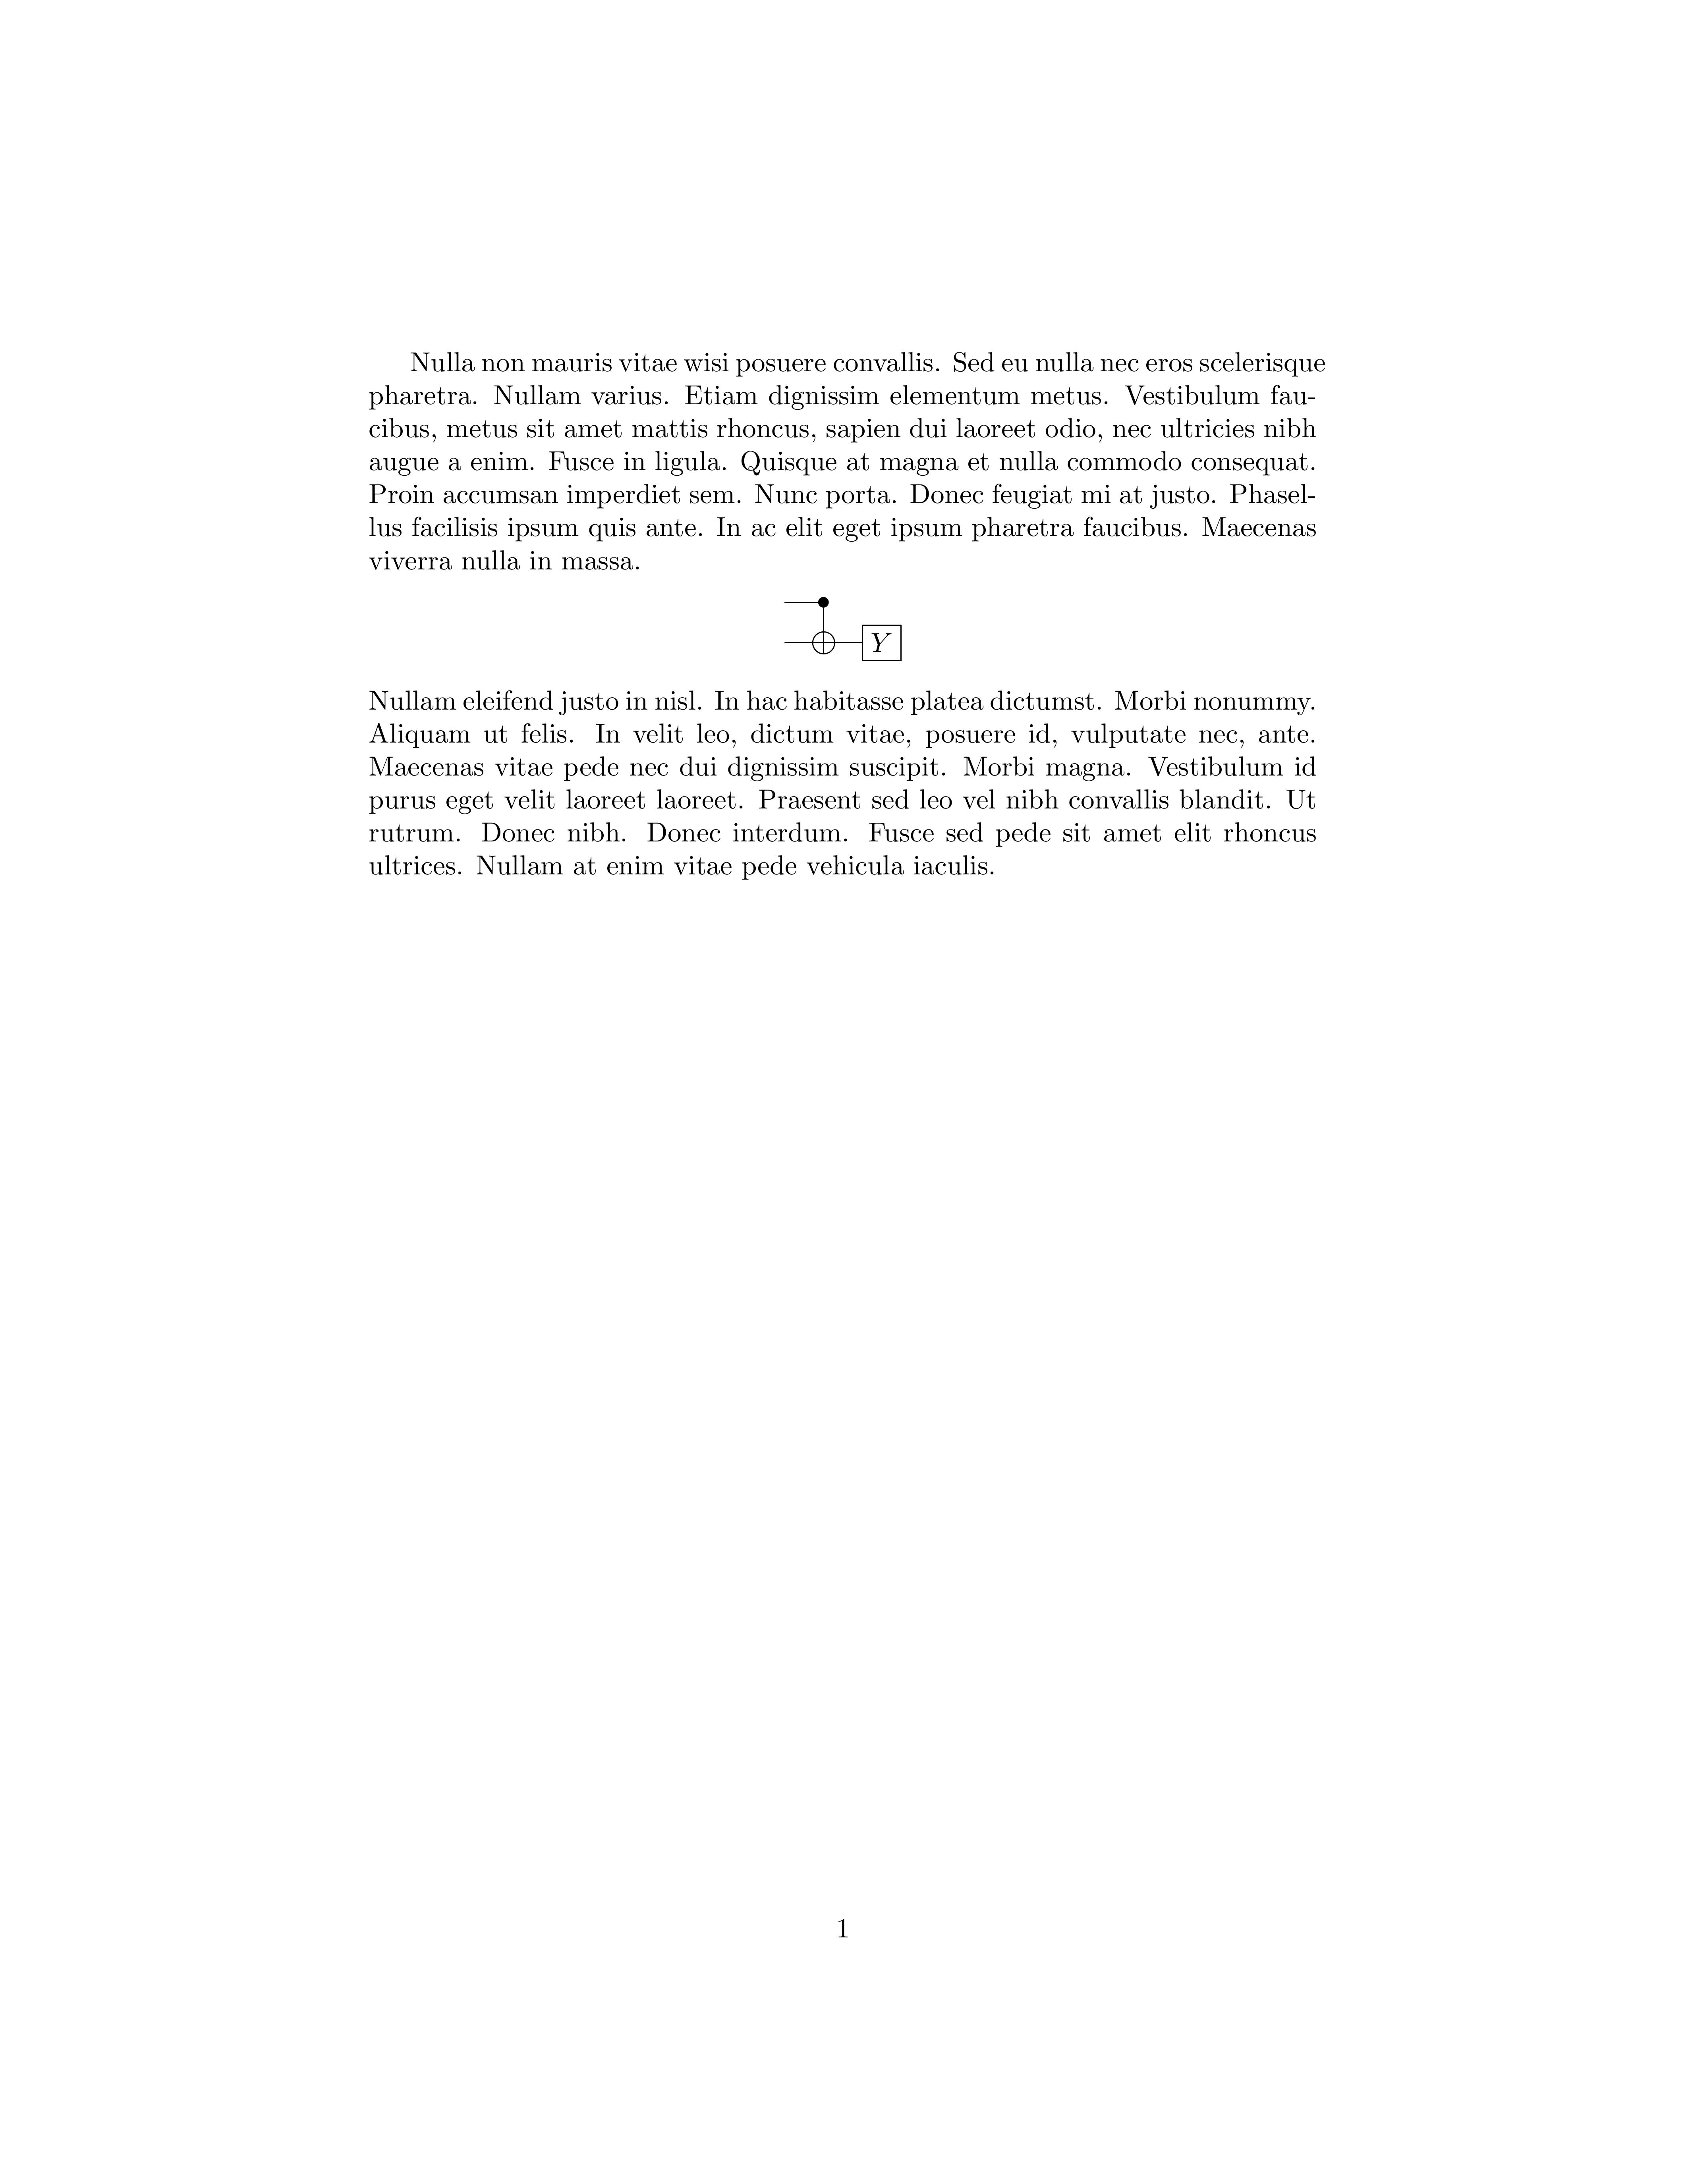 Nulla non mauris vitae wisi posuere convallis. Sed eu nulla nec eros scelerisque
pharetra. Nullam varius. Etiam dignissim elementum metus. Vestibulum fau-
cibus, metus sit amet mattis rhoncus, sapien dui laoreet odio, nec ultricies nibh
augue a enim. Fusce in ligula. Quisque at magna et nulla commodo consequat.
Proin accumsan imperdiet sem. Nunc porta. Donec feugiat mi at justo. Phasel-
lus facilisis ipsum quis ante. In ac elit eget ipsum pharetra faucibus. Maecenas
viverra nulla in massa.
Y
Nullam eleifend justo in nisl. In hac habitasse platea dictumst. Morbi nonummy.
Aliquam ut felis. In velit leo, dictum vitae, posuere id, vulputate nec, ante.
Maecenas vitae pede nec dui dignissim suscipit. Morbi magna. Vestibulum id
purus eget velit laoreet laoreet. Praesent sed leo vel nibh convallis blandit. Ut
rutrum. Donec nibh. Donec interdum. Fusce sed pede sit amet elit rhoncus
ultrices. Nullam at enim vitae pede vehicula iaculis.
1